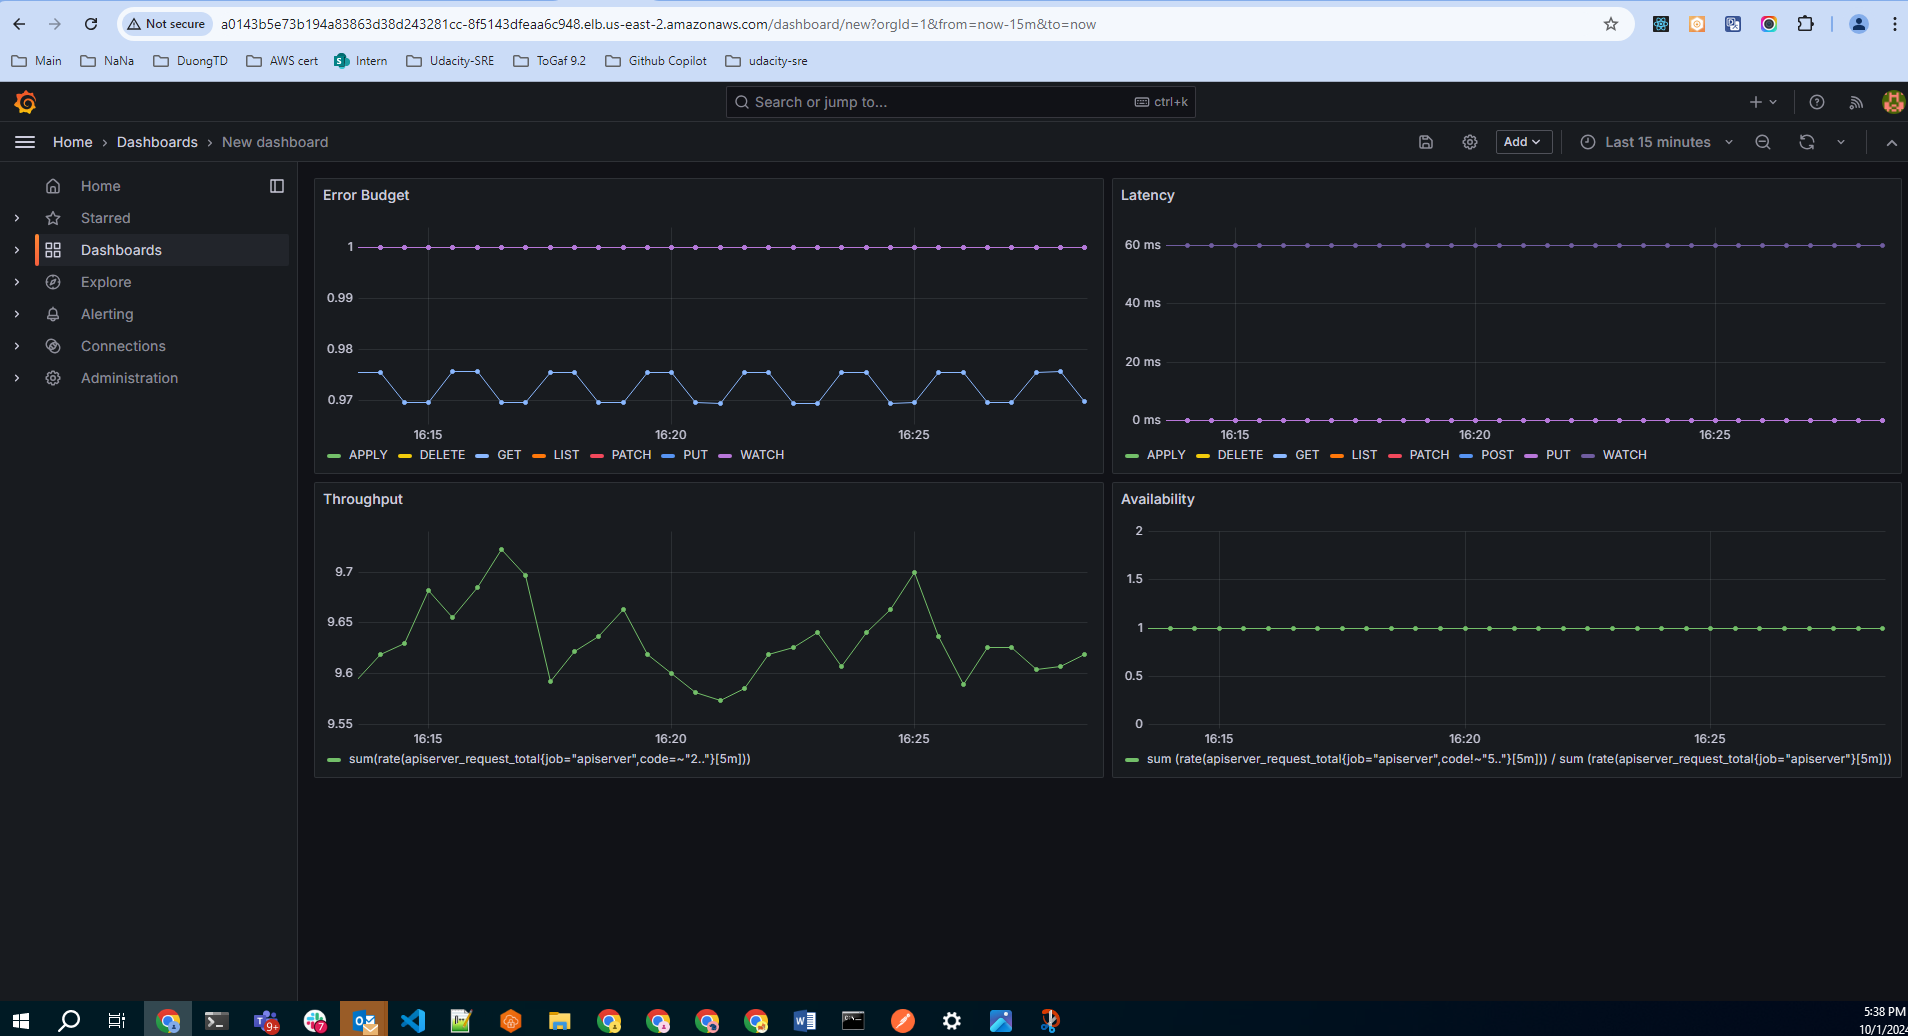 Not secure
a0143b5e73b194a83863d38d243281cc-8f5143dfeaa6c948.elb.us-east-2.amazonaws.com/dashboard/new?orgId=1&from=now-15m&to=now
Main NaNa DuongTD AWS cert Intern Udacity-SRE ToGaf 9.2 Github Copilot udacity-sre
Search or jump to... ctrl+k
Home › Dashboards › New dashboard
Add
Last 15 minutes
Home
Starred
Dashboards
Explore
Alerting
Connections
Administration
Error Budget
1
0.99
0.98
0.97
16:15 16:20 16:25
APPLY DELETE GET LIST PATCH PUT WATCH
Latency
60 ms
40 ms
20 ms
0 ms
16:15 16:20 16:25
APPLY DELETE GET LIST PATCH POST PUT WATCH
Throughput
9.7
9.65
9.6
9.55
16:15 16:20 16:25
sum(rate(apiserver_request_total{job="apiserver",code=~"2.."}[5m]))
Availability
2
1.5
1
0.5
0
16:15 16:20 16:25
sum (rate(apiserver_request_total{job="apiserver",code!~"5.."}[5m])) / sum (rate(apiserver_request_total{job="apiserver"}[5m]))
9+
7
5:38 PM
10/1/2024